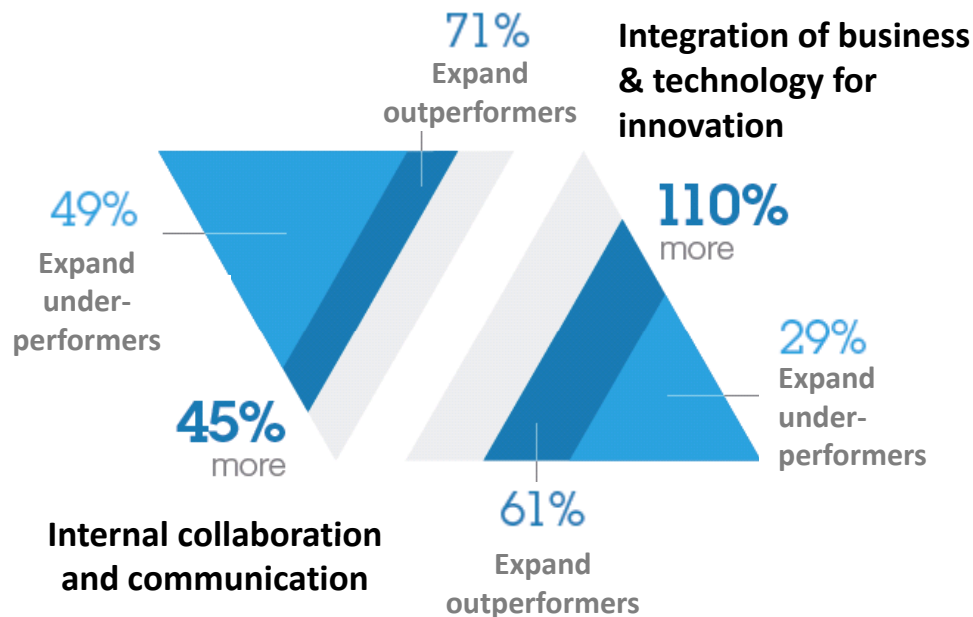 71%
Expand
outperformers
Integration of business
& technology for
innovation
49%
Expand
under-
performers
110%
more
29%
Expand
under-
performers
45%
more
61%
Expand
outperformers
Internal collaboration
and communication